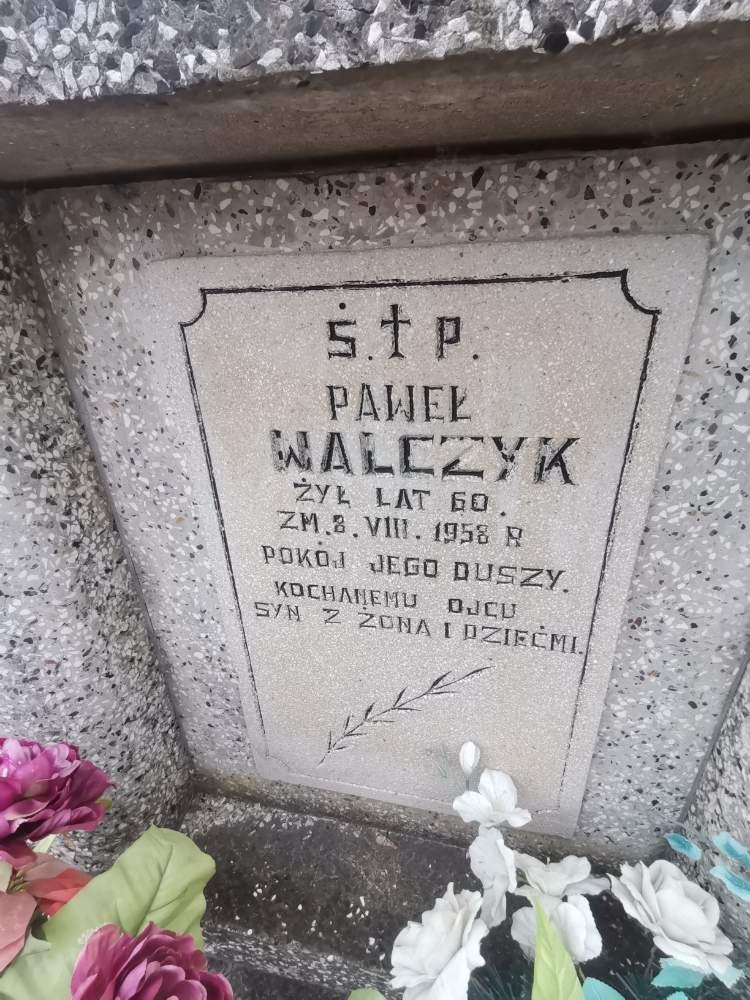 Ś.†P.
PAWEŁ
WALCZYK
ŻYŁ LAT 60.
ZM.8.VIII.1958 R
POKÓJ JEGO DUSZY.
KOCHANEMU OJCU
SYN Z ŻONĄ I DZIEĆMI.